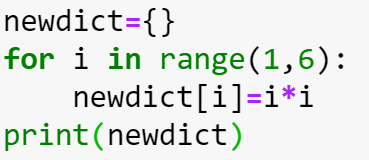 newdict={}
for i in range(1,6):
    newdict[i]=i*i
print(newdict)